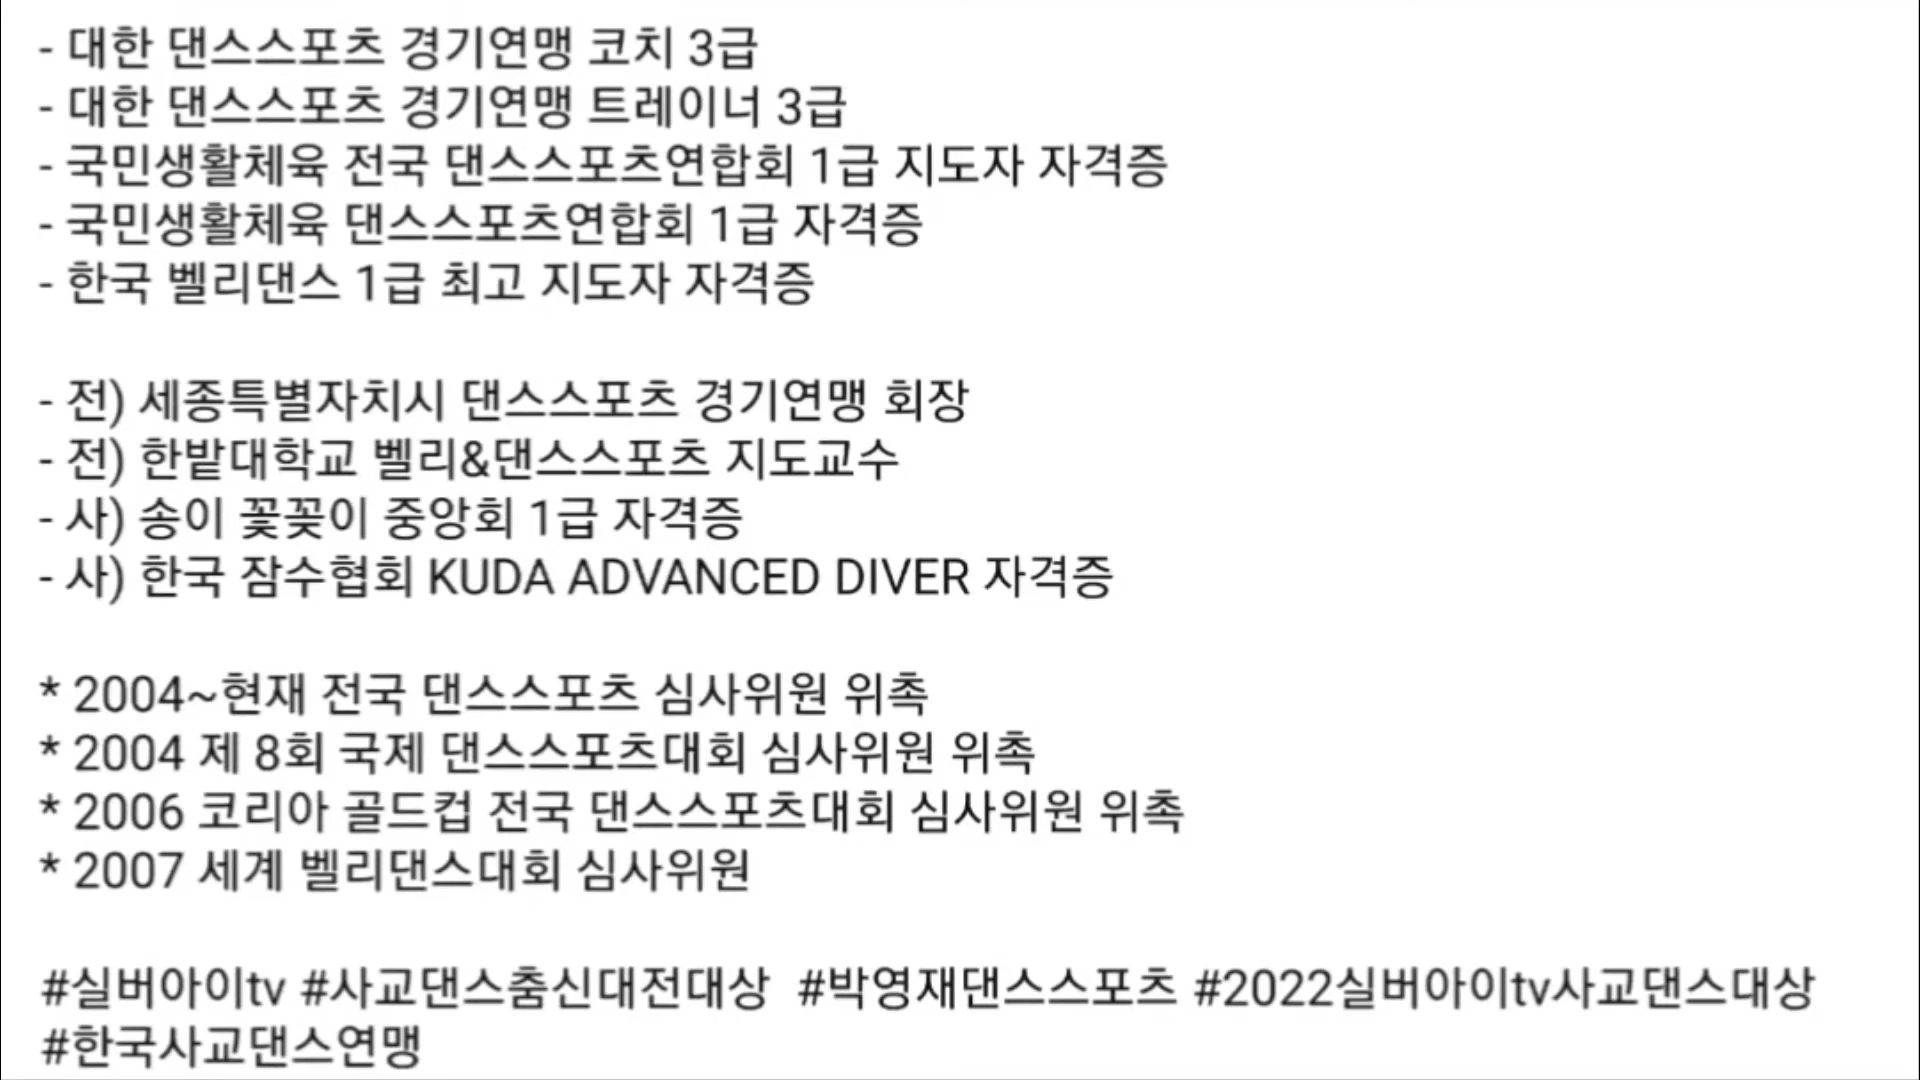 - 대한 댄스스포츠 경기연맹 코치 3급
- 대한 댄스스포츠 경기연맹 트레이너 3급
- 국민생활체육 전국 댄스스포츠연합회 1급 지도자 자격증
- 국민생활체육 댄스스포츠연합회 1급 자격증
- 한국 벨리댄스 1급 최고 지도자 자격증
- 전) 세종특별자치시 댄스스포츠 경기연맹 회장
- 전) 한밭대학교 벨리&댄스스포츠 지도교수
- 사) 송이 꽃꽂이 중앙회 1급 자격증
- 사) 한국 잠수협회 KUDA ADVANCED DIVER 자격증
* 2004~현재 전국 댄스스포츠 심사위원 위촉
* 2004 제 8회 국제 댄스스포츠대회 심사위원 위촉
* 2006 코리아 골드컵 전국 댄스스포츠대회 심사위원 위촉
* 2007 세계 벨리댄스대회 심사위원
#실버아이tv #사교댄스춤신대전대상 #박영재댄스스포츠 #2022실버아이tv사교댄스대상
#한국사교댄스연맹